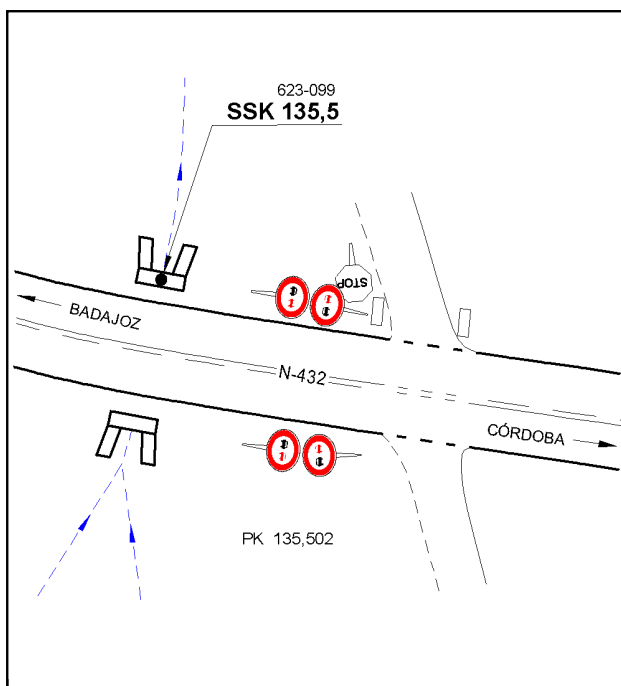 623-099
SSK 135,5
STOP
BADAJOZ
N-432
CÓRDOBA
PK 135,502